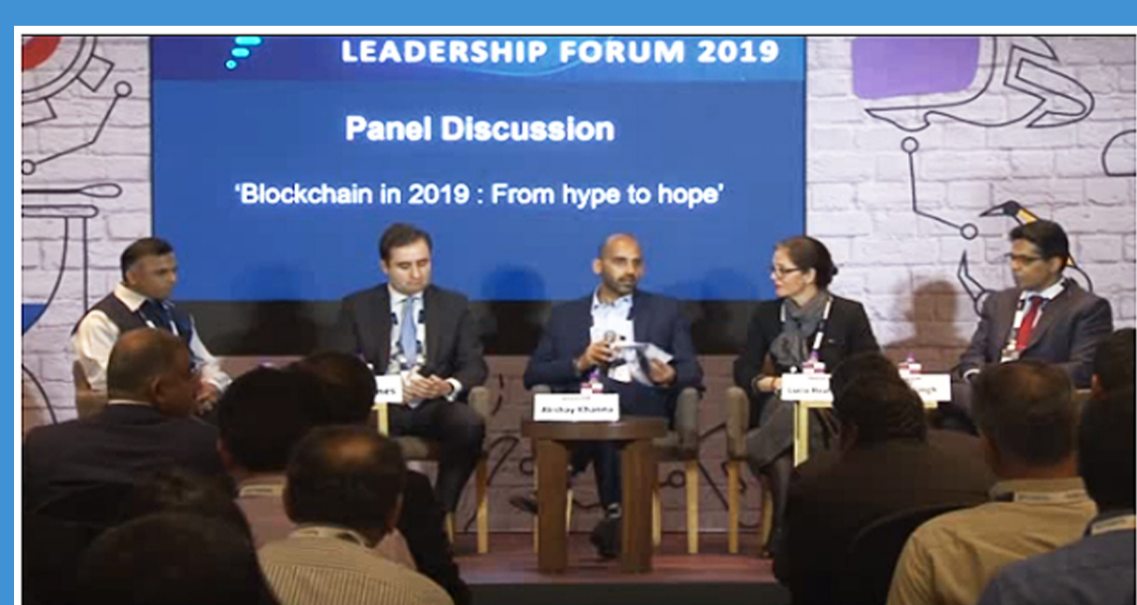 LEADERSHIP FORUM 2019
Panel Discussion
‘Blockchain in 2019 : From hype to hope’
Akshay Khanna